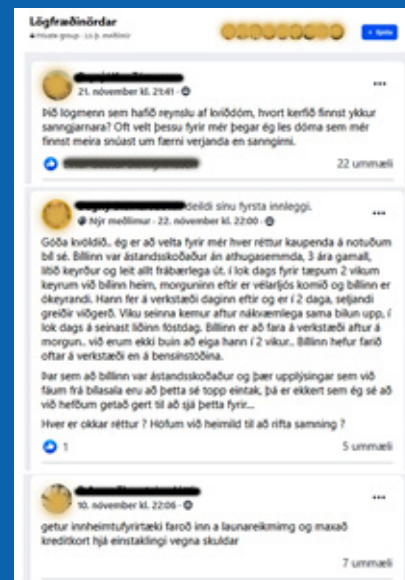 Lögfræðinördar
Private group
21. nóvember kl. 21:41
Þið lögmenn sem hafið reynslu af kviðdóm, hvort kerfið finnst ykkur
sanngjarnara? Oft velt þessu fyrir mér þegar ég les dóma sem mér
finnst meira snúast um færni verjanda en sanngirni.
22 ummæli
deildi sínu fyrsta innleggi.
Nýr meðlimur · 22. nóvember kl. 22:00
Góða kvöldið.. ég er að velta fyrir mér hver réttur kaupenda á notuðum
bíl sé. Bíllinn var ástandsskoðaður án athugasemda, 3 ára gamall,
lítið keyrður og leit allt frábærlega út. í lok dags fyrir tæpum 2 vikum
keyrum við bílinn heim, morguninn eftir er vélarljós komið og bíllinn er
ókeyrandi. Hann fer á verkstæði daginn eftir og er í 2 daga, seljandi
greiðir viðgerð. Viku seinna kemur aftur nákvæmlega sama bilun upp, í
lok dags á seinast liðinn föstdag. Bíllinn er að fara á verkstæði aftur á
morgun.. við erum ekki buin að eiga hann í 2 vikur.. Bíllinn hefur farið
oftar á verkstæði en á bensínstöðina.
Þar sem að bíllinn var ástandsskoðaður og þær upplýsingar sem við
fáum frá bílasala eru að þetta sé topp eintak, þá er ekkert sem ég sé að
við hefðum getað gert til að sjá þetta fyrir...
Hver er okkar réttur ? Höfum við heimild til að rifta samning ?
1
5 ummæli
10. nóvember kl. 22:06
getur innheimtufyrirtæki faroð inn a launareikmimg og maxað
kreditkort hjá einstaklingi vegna skuldar
7 ummæli